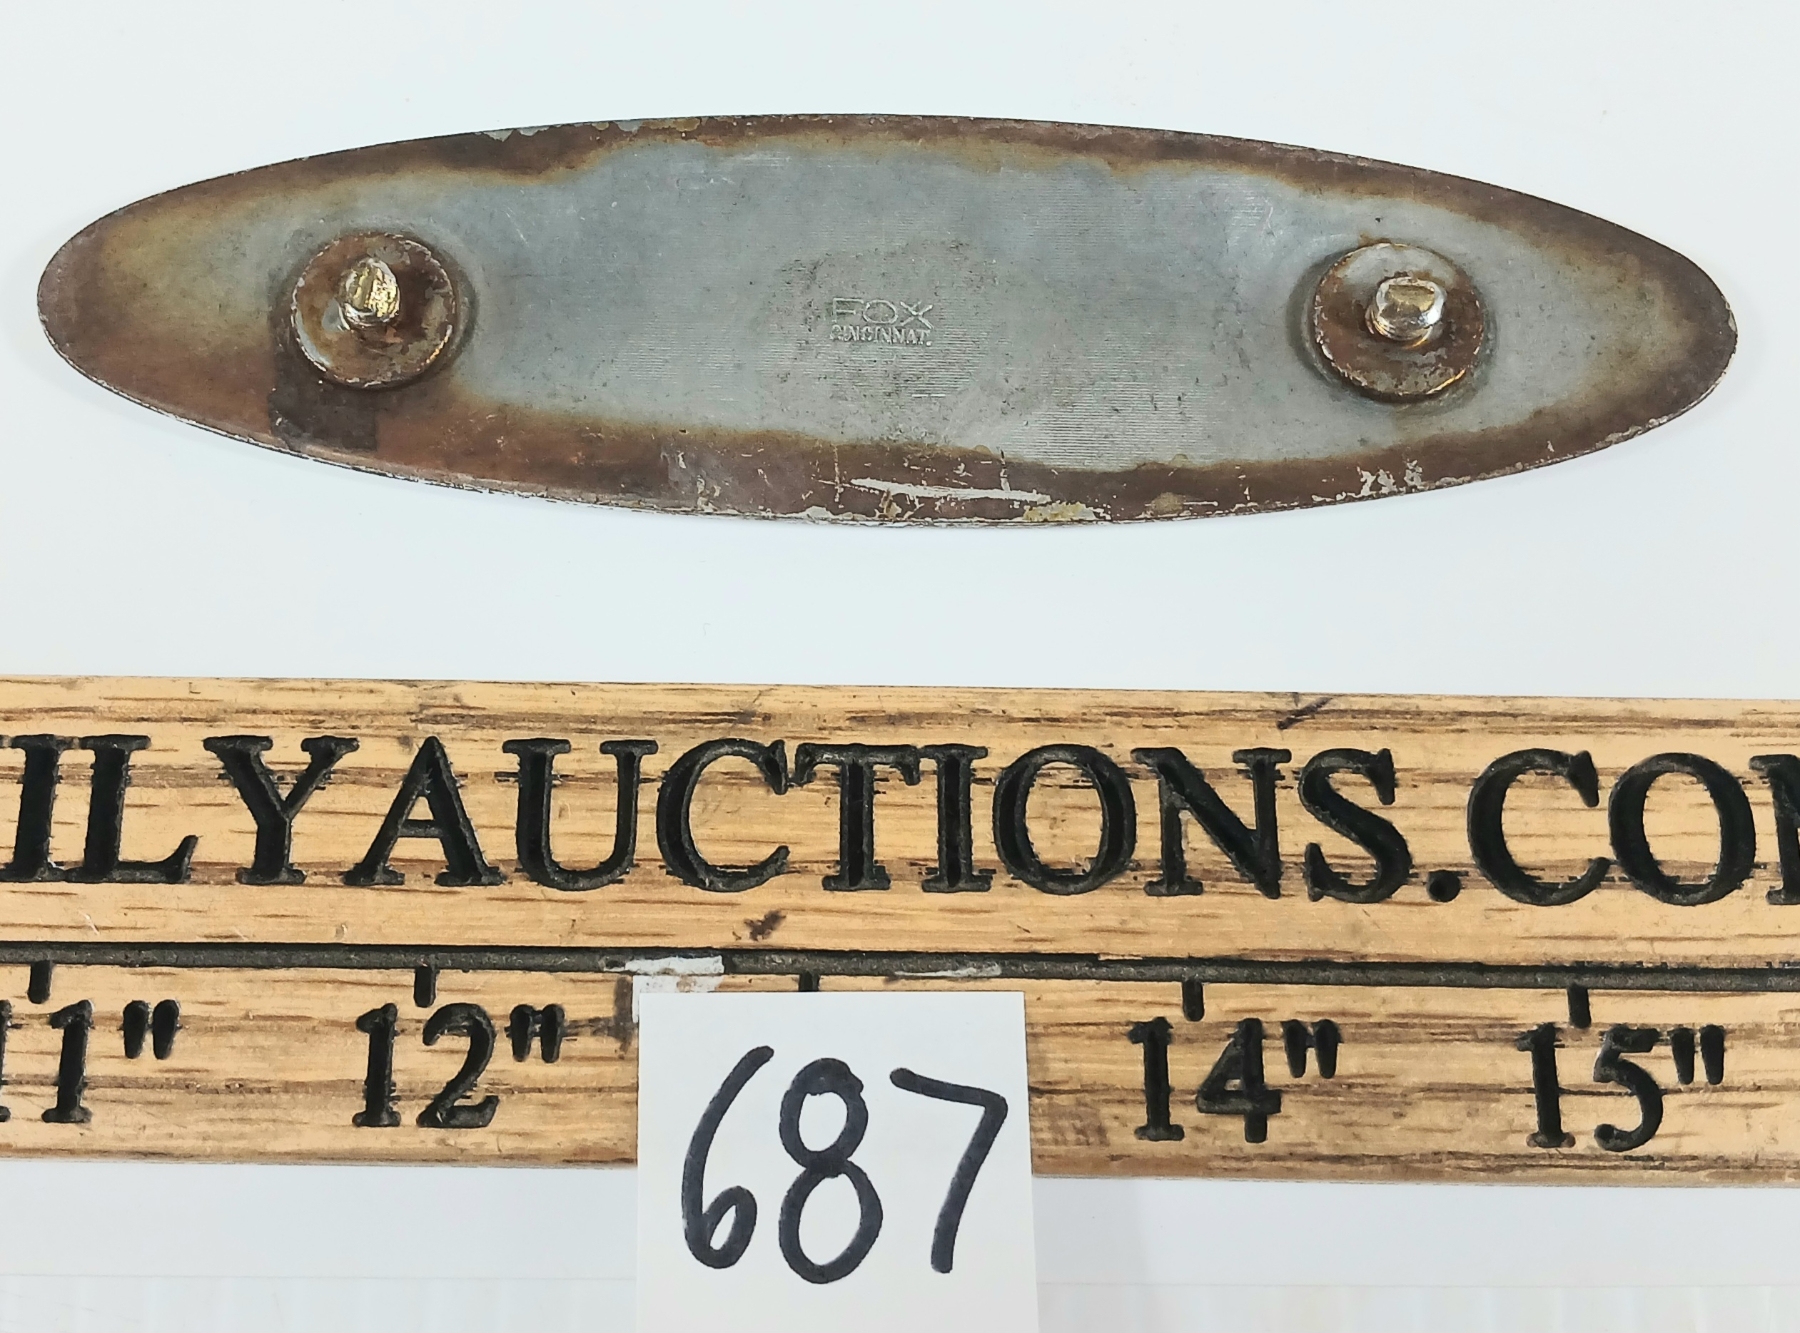 FOX
CINCINNATI
ILYAUCTIONS.CO
11" 12" 14" 15"
687